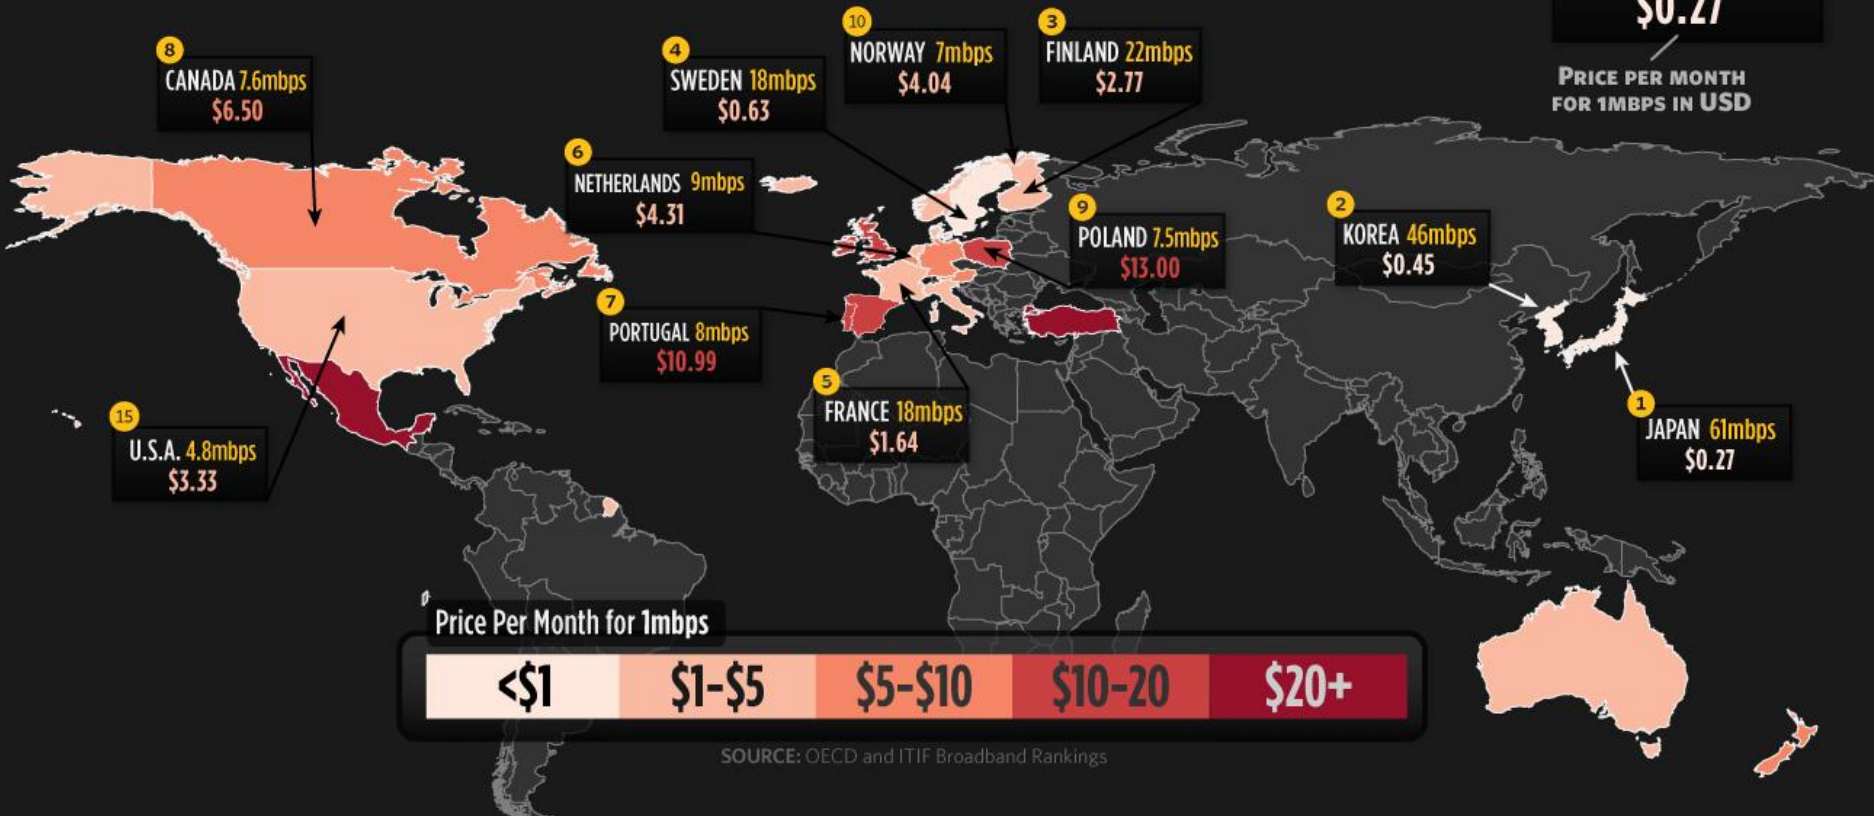 $0.27
PRICE PER MONTH
FOR 1MBPS IN USD
8
CANADA 7.6mbps
$6.50
4
SWEDEN 18mbps
$0.63
10
NORWAY 7mbps
$4.04
3
FINLAND 22mbps
$2.77
6
NETHERLANDS 9mbps
$4.31
9
POLAND 7.5mbps
$13.00
2
KOREA 46mbps
$0.45
7
PORTUGAL 8mbps
$10.99
5
FRANCE 18mbps
$1.64
15
U.S.A. 4.8mbps
$3.33
1
JAPAN 61mbps
$0.27
Price Per Month for 1mbps
<$1 $1-$5 $5-$10 $10-20 $20+
SOURCE: OECD and ITIF Broadband Rankings